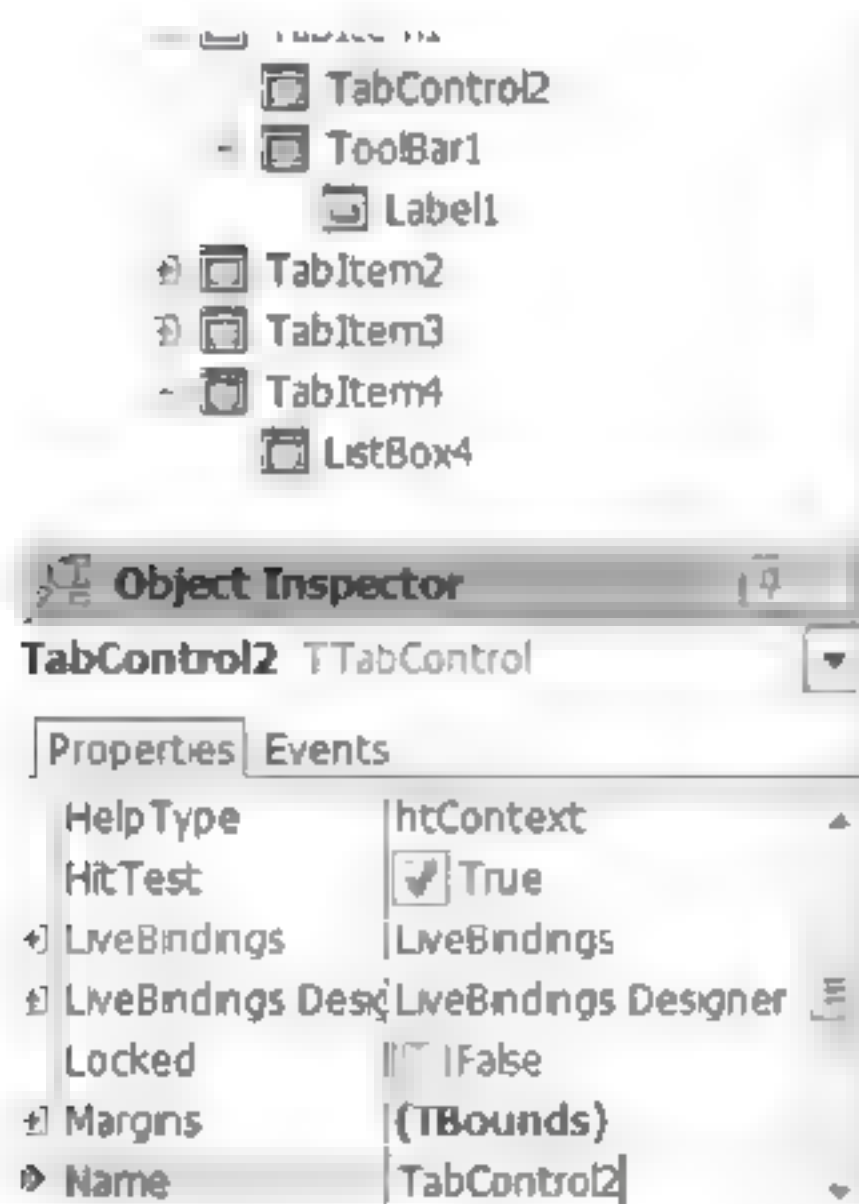 TabControl2
ToolBar1
Label1
TabItem2
TabItem3
TabItem4
ListBox4
Object Inspector
TabControl2 TTabControl
Properties Events
HelpType htContext
HitTest True
LiveBindings LiveBindings
LiveBindings Desig LiveBindings Designer
Locked False
Margins (TBounds)
Name TabControl2